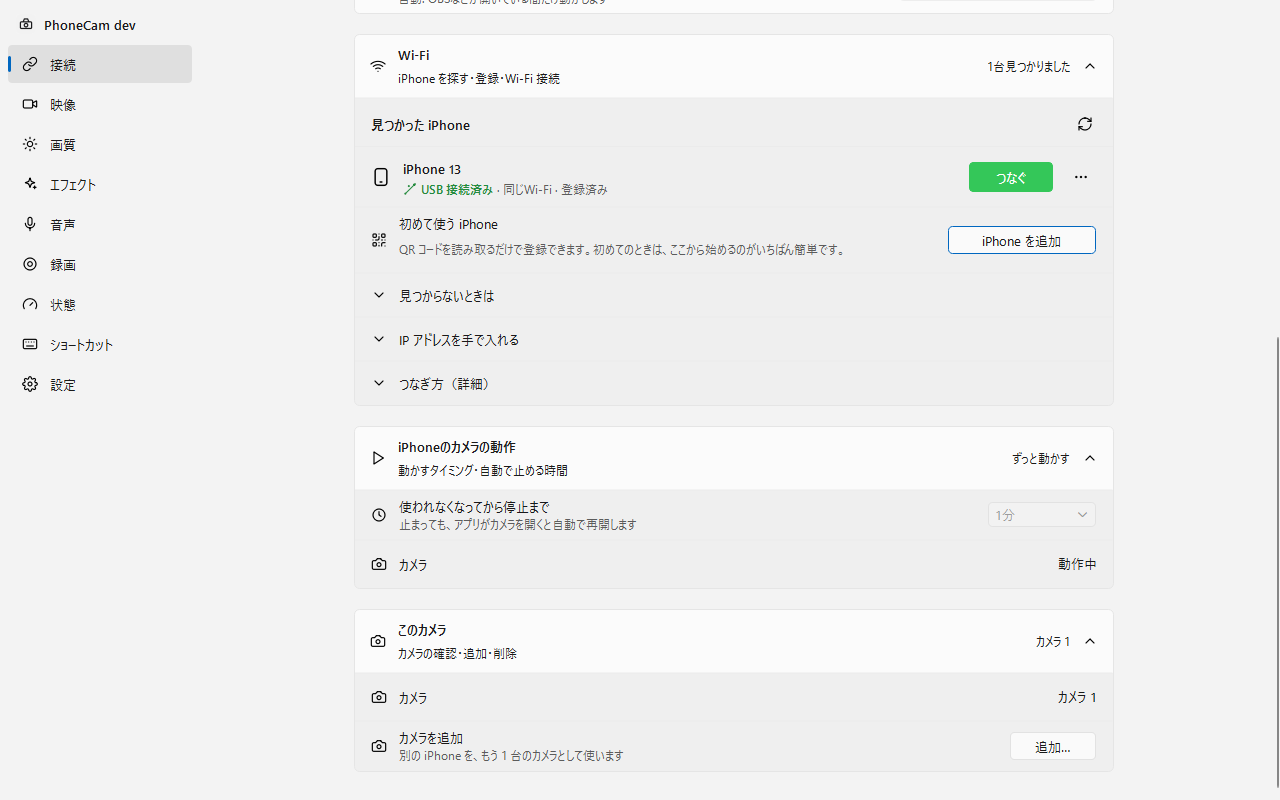 PhoneCam dev
接続
映像
画質
エフェクト
音声
録画
状態
ショートカット
設定
Wi-Fi
iPhone を探す・登録・Wi-Fi 接続
1台見つかりました
見つかった iPhone
iPhone 13
USB 接続済み · 同じWi-Fi · 登録済み
つなぐ
初めて使う iPhone
QR コードを読み取るだけで登録できます。初めてのときは、ここから始めるのがいちばん簡単です。
iPhone を追加
見つからないときは
IP アドレスを手で入れる
つなぎ方（詳細）
iPhoneのカメラの動作
動かすタイミング・自動で止める時間
ずっと動かす
使われなくなってから停止まで
止まっても、アプリがカメラを開くと自動で再開します
1分
カメラ
動作中
このカメラ
カメラの確認・追加・削除
カメラ 1
カメラ
カメラ 1
カメラを追加
別の iPhone を、もう 1 台のカメラとして使います
追加...